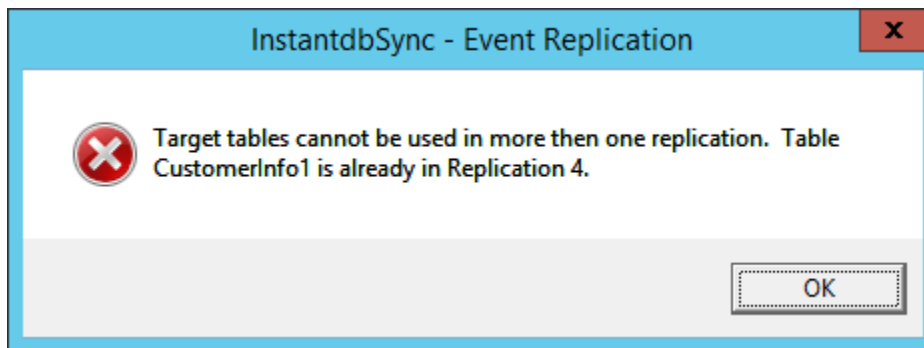 InstantdbSync - Event Replication
x
Target tables cannot be used in more then one replication.  Table
CustomerInfo1 is already in Replication 4.
OK